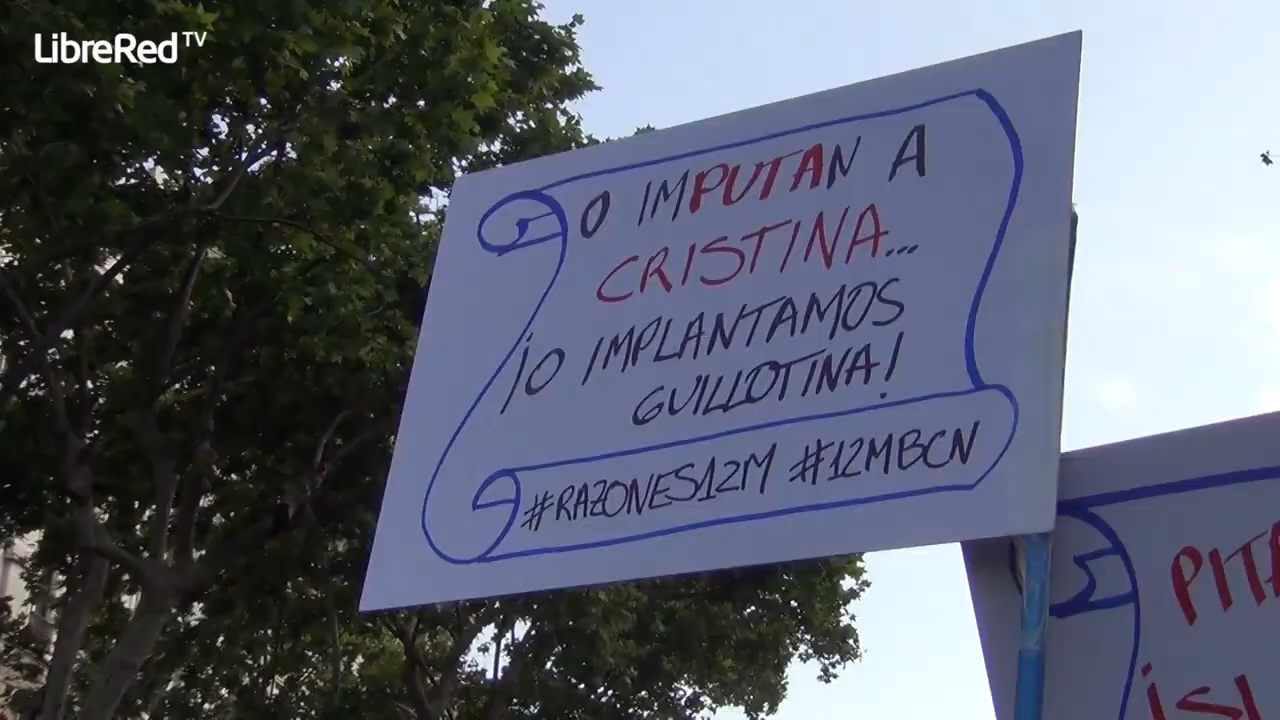 LibreRed TV
O IMPUTAN A
CRISTINA...
¡O IMPLANTAMOS
GUILLOTINA!
#RAZONES12M #12MBCN